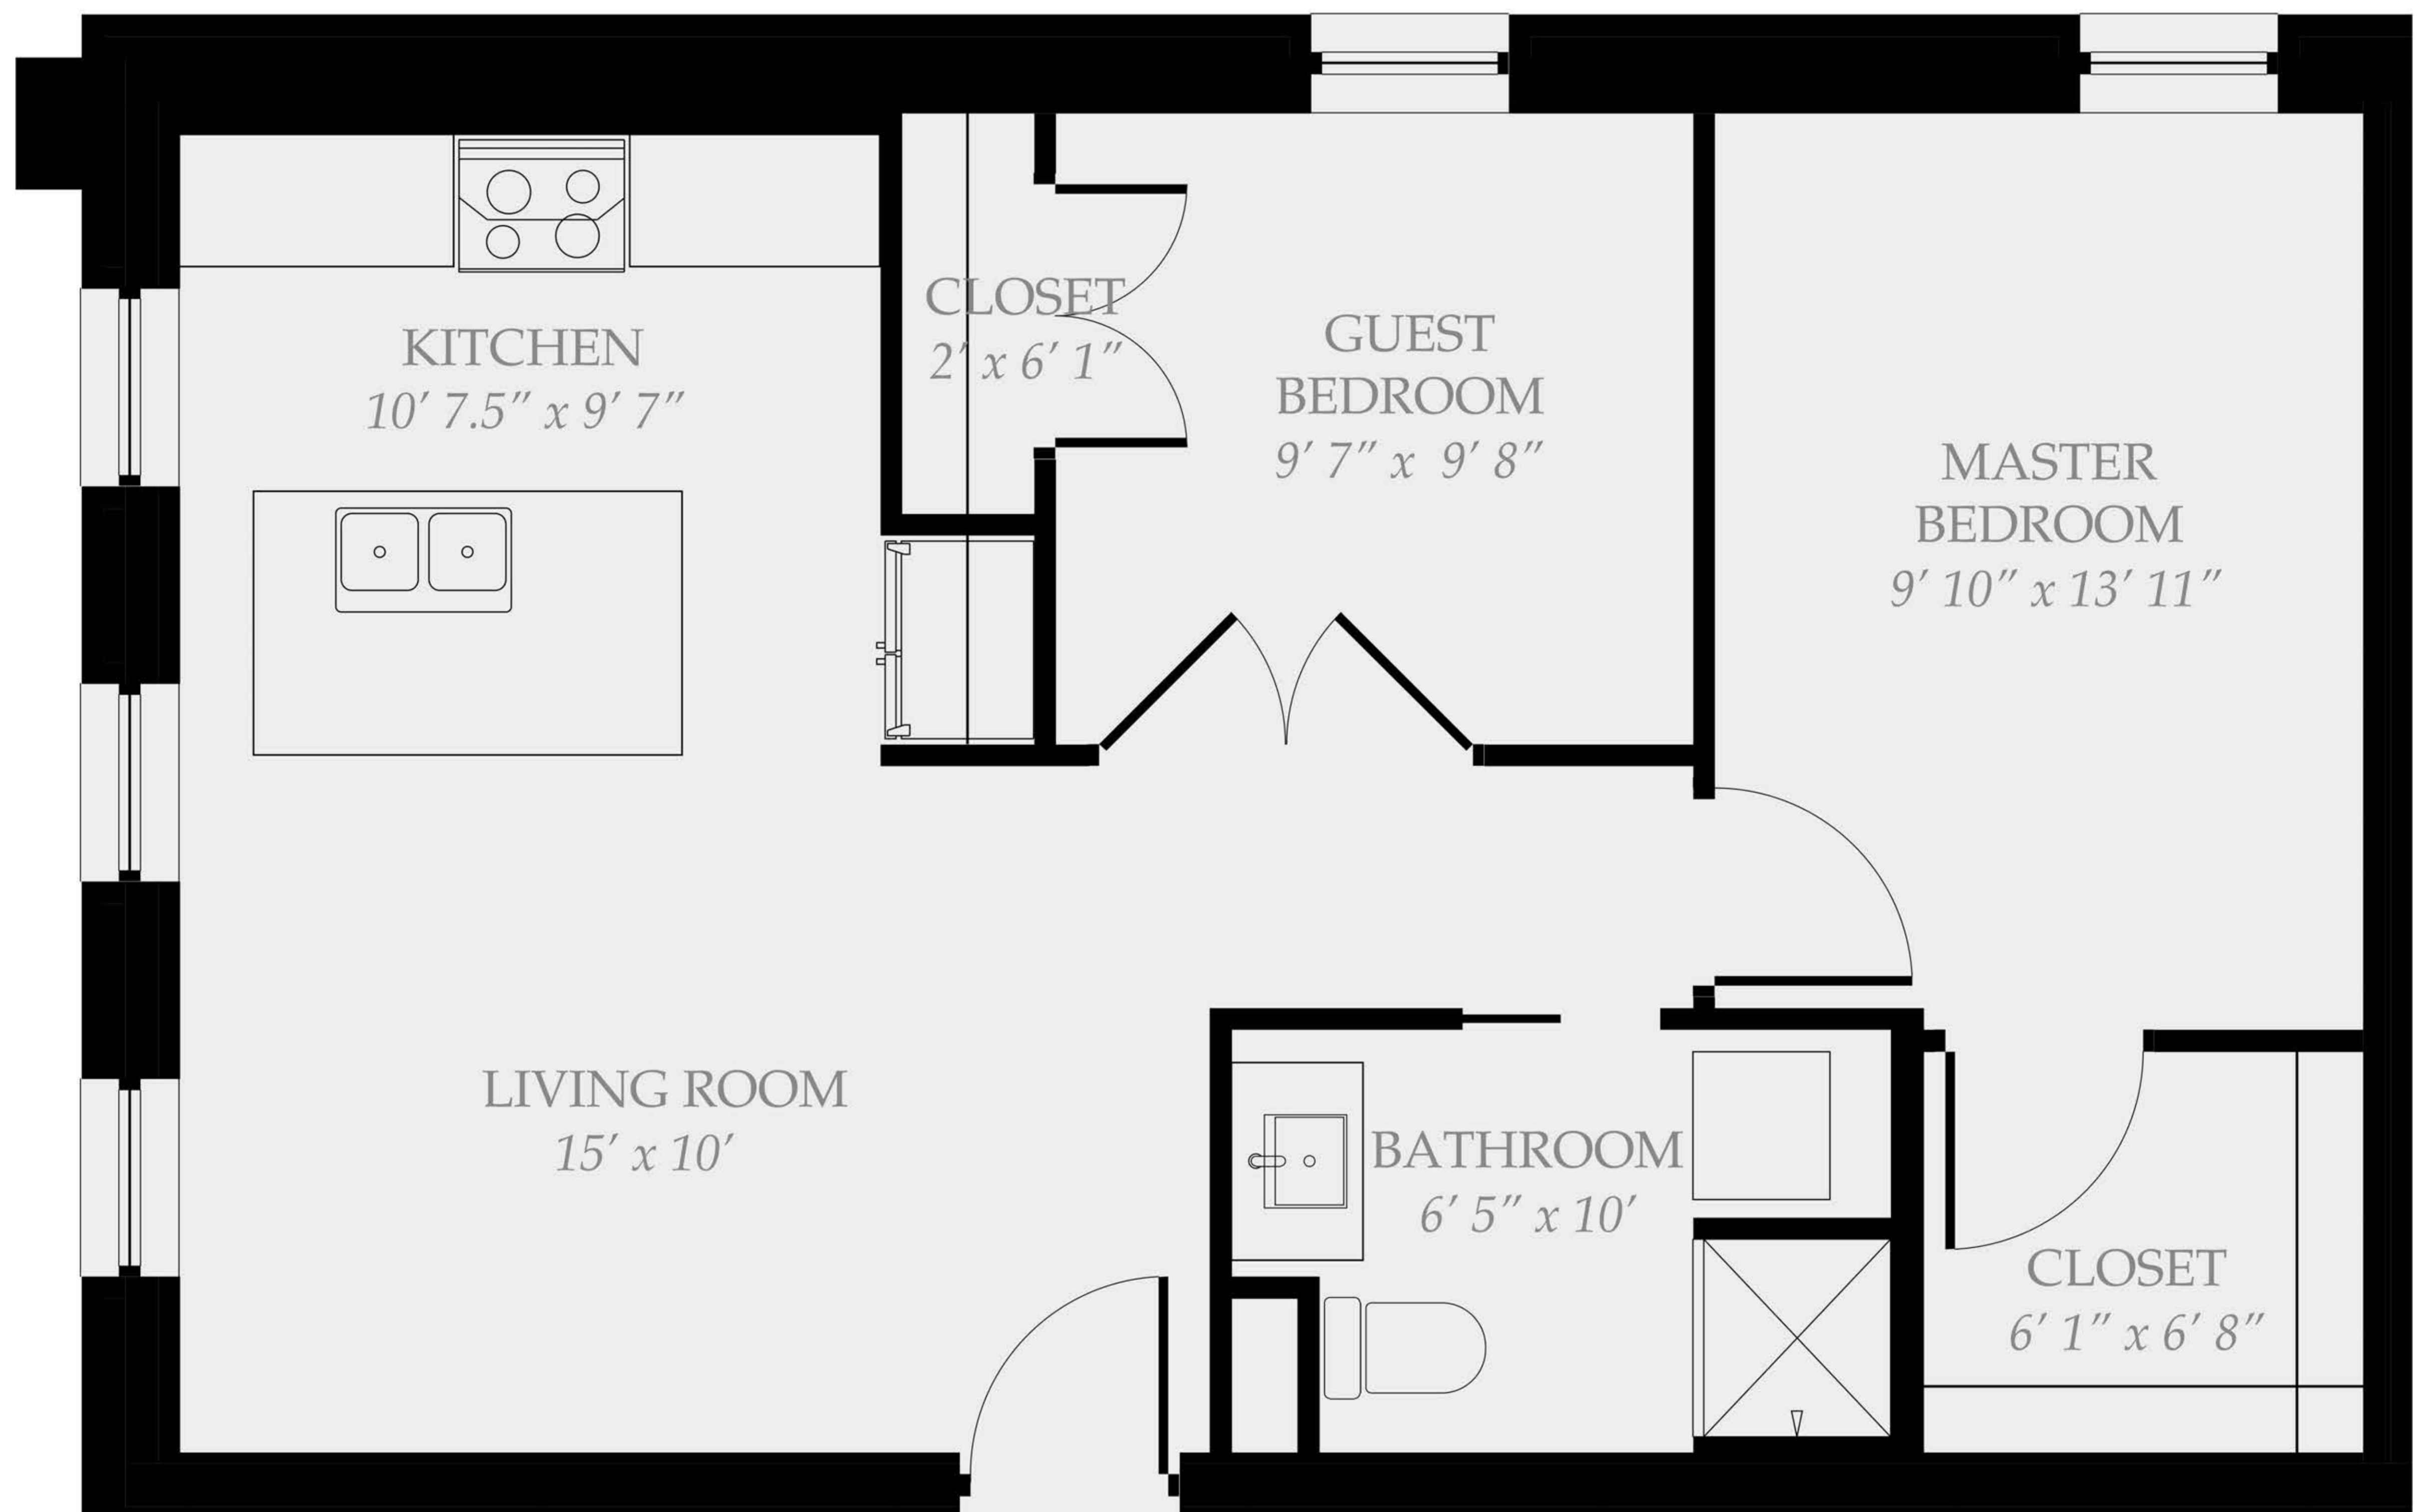 KITCHEN
10′ 7.5″ x 9′ 7″
CLOSET
2′ x 6′ 1″
GUEST
BEDROOM
9′ 7″ x 9′ 8″
MASTER
BEDROOM
9′ 10″ x 13′ 11″
LIVING ROOM
15′ x 10′
BATHROOM
6′ 5″ x 10′
CLOSET
6′ 1″ x 6′ 8″